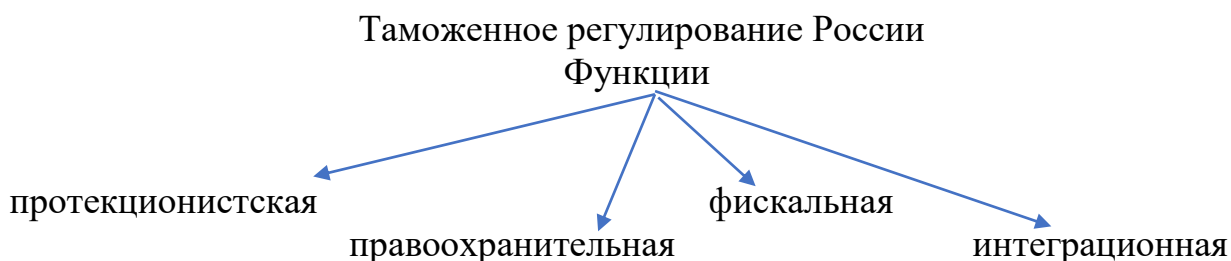 Таможенное регулирование России
Функции
протекционистская
фискальная
правоохранительная
интеграционная